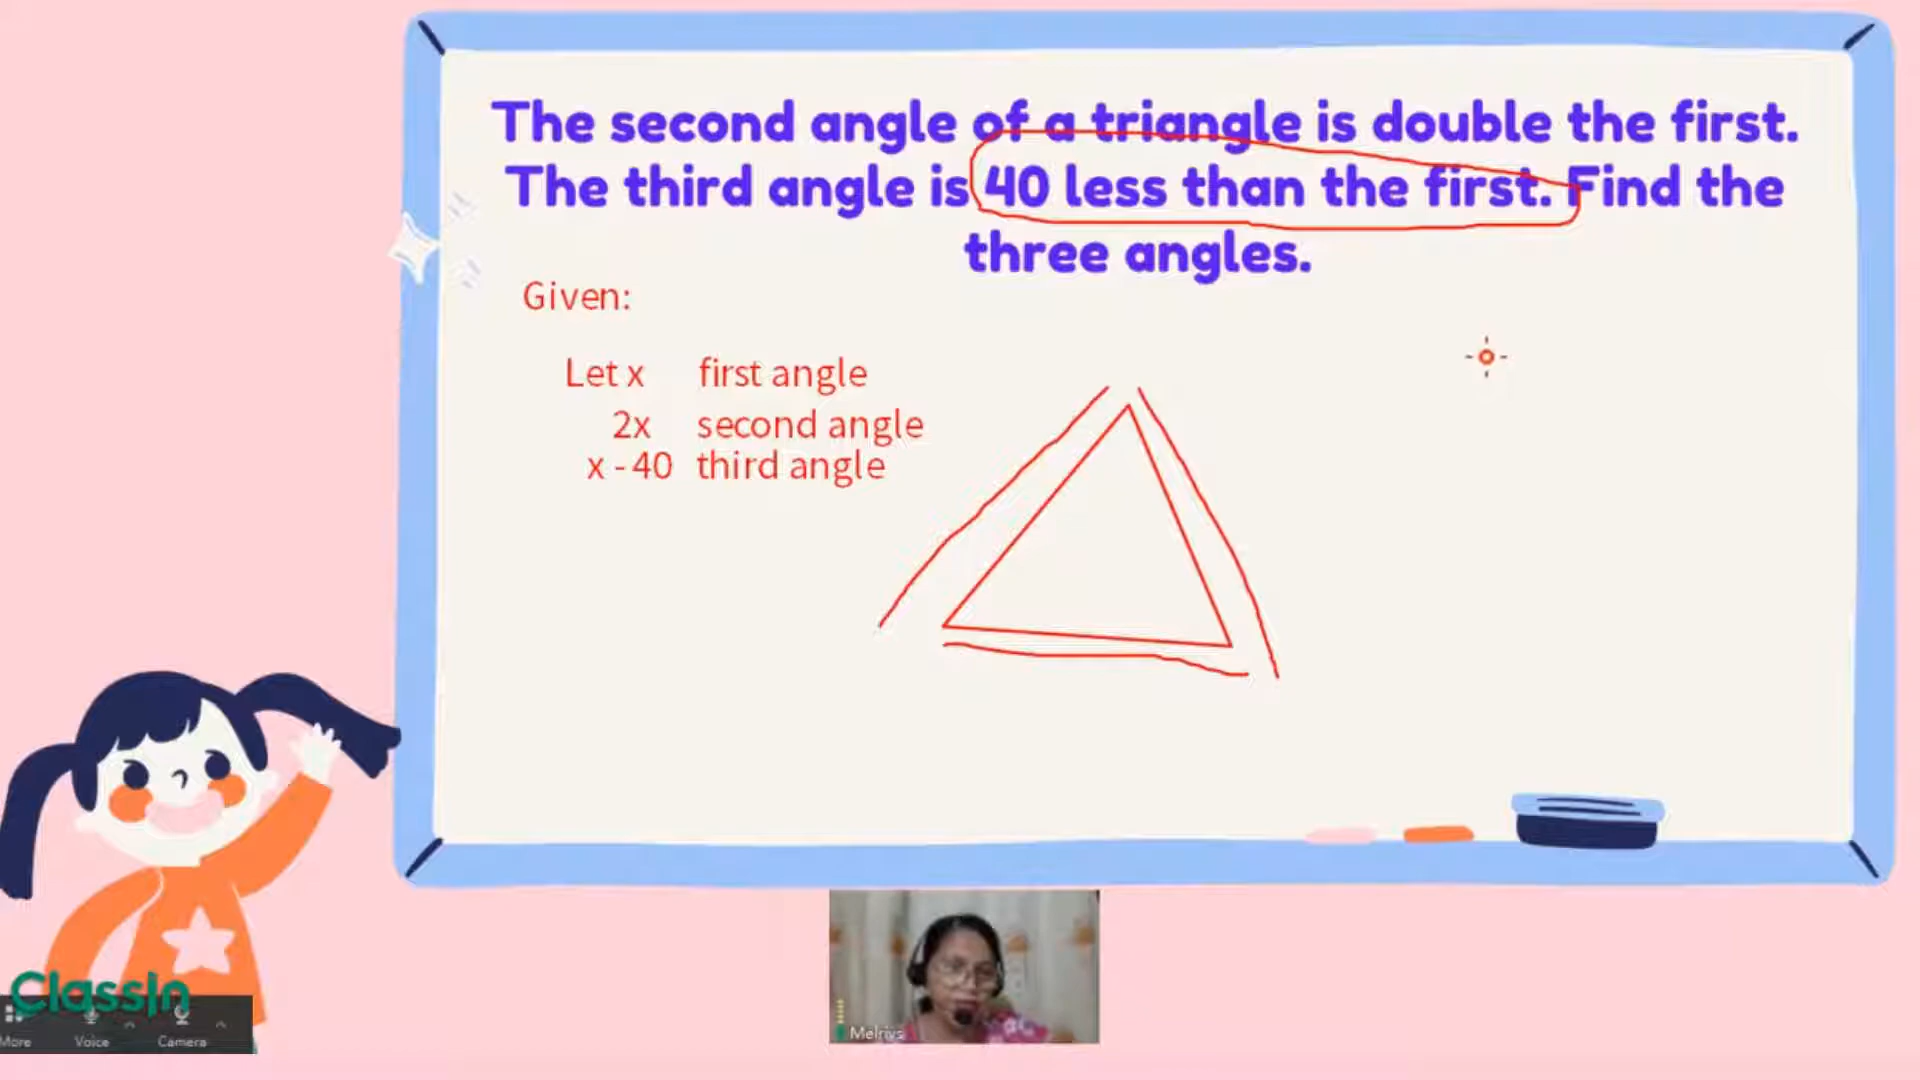 The second angle of a triangle is double the first.
The third angle is 40 less than the first. Find the
three angles.
Given:
Let x first angle
2x second angle
x - 40 third angle
ClassIn
More Voice Camera
Melrivs